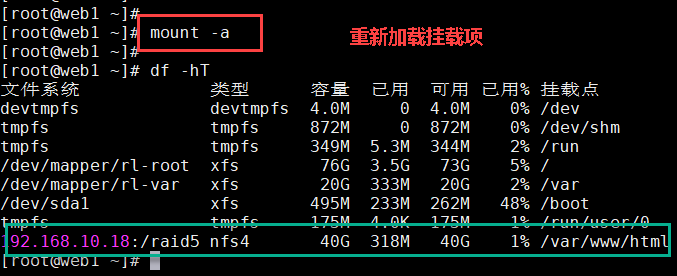 [root@web1 ~]#
[root@web1 ~]# mount -a 重新加载挂载项
[root@web1 ~]#
[root@web1 ~]# df -hT
文件系统 类型 容量 已用 可用 已用% 挂载点
devtmpfs devtmpfs 4.0M 0 4.0M 0% /dev
tmpfs tmpfs 872M 0 872M 0% /dev/shm
tmpfs tmpfs 349M 5.3M 344M 2% /run
/dev/mapper/rl-root xfs 76G 3.5G 73G 5% /
/dev/mapper/rl-var xfs 20G 333M 20G 2% /var
/dev/sda1 xfs 495M 233M 262M 48% /boot
tmpfs tmpfs 175M 4.0K 175M 1% /run/user/0
192.168.10.18:/raid5 nfs4 40G 318M 40G 1% /var/www/html
[root@web1 ~]#